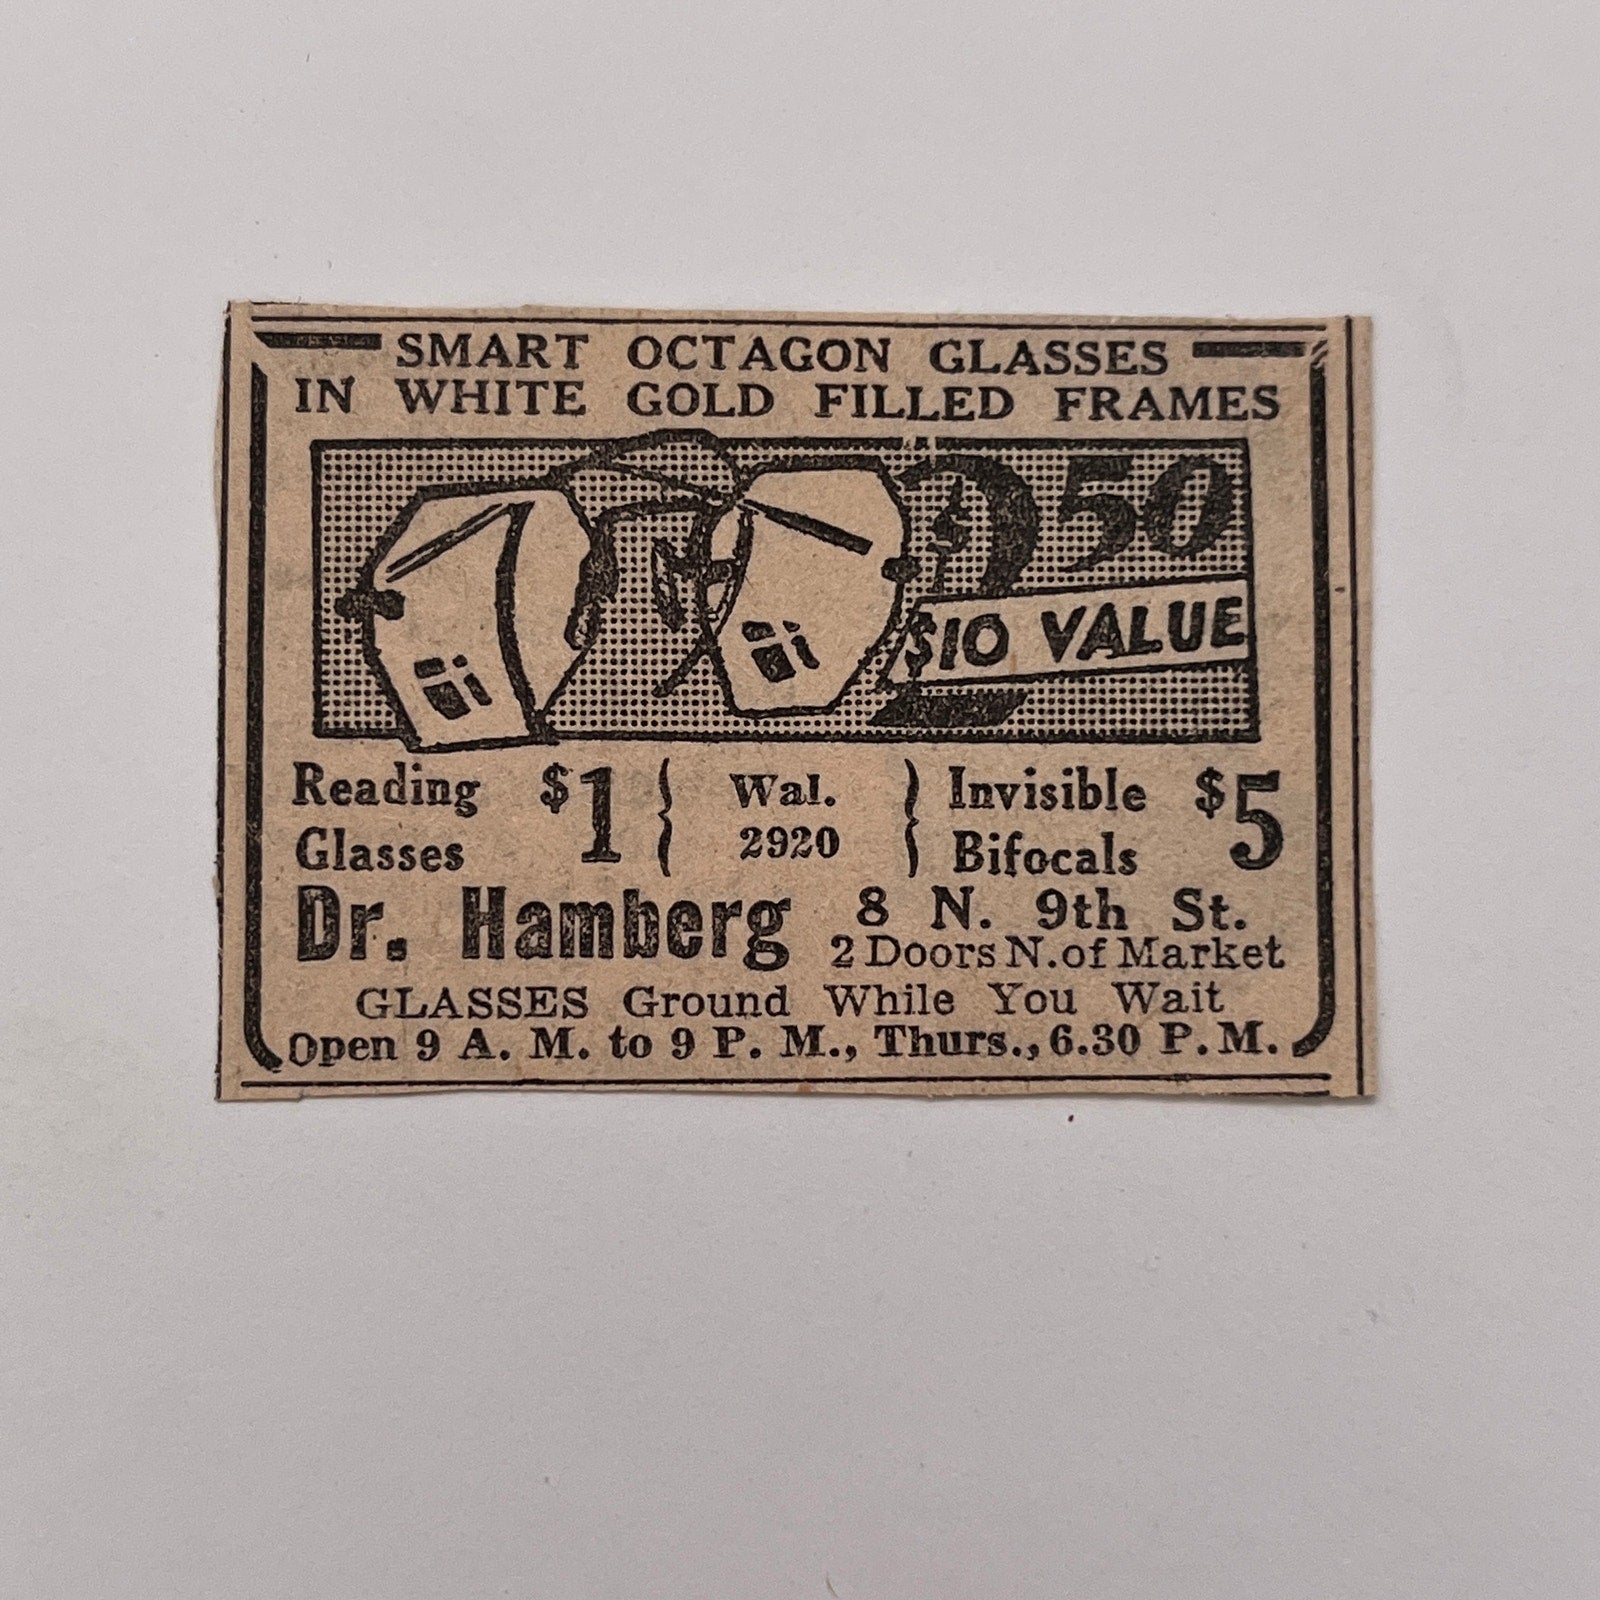 SMART OCTAGON GLASSES
IN WHITE GOLD FILLED FRAMES
$2 50
$10 VALUE
Reading Glasses $1
Wal. 2920
Invisible Bifocals $5
Dr. Hamberg
8 N. 9th St.
2 Doors N. of Market
GLASSES Ground While You Wait
Open 9 A. M. to 9 P. M., Thurs., 6.30 P. M.